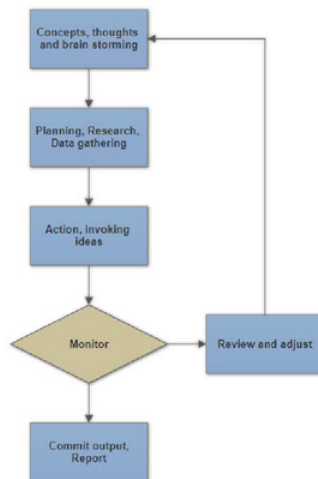 Concepts, thoughts
and brain storming
Planning, Research,
Data gathering
Action, invoking
ideas
Monitor
Review and adjust
Commit output,
Report